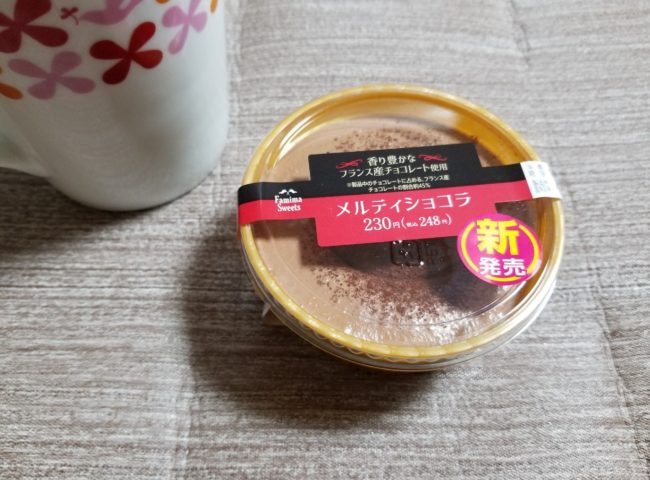 香り豊かな
フランス産チョコレート使用
※製品中のチョコレートに占める、フランス産
チョコレートの割合約45%
Famima
Sweets
メルティショコラ
230円(税込248円)
新
発売